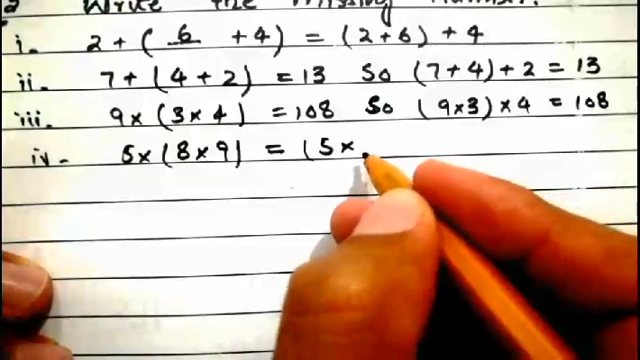 Write the missing number.
i. 2 + ( 6 + 4 ) = (2 + 6) + 4
ii. 7 + (4 + 2) = 13 So (7 + 4) + 2 = 13
iii. 9 × (3 × 4) = 108 So (9 × 3) × 4 = 108
iv. 5 × (8 × 9) = (5 ×